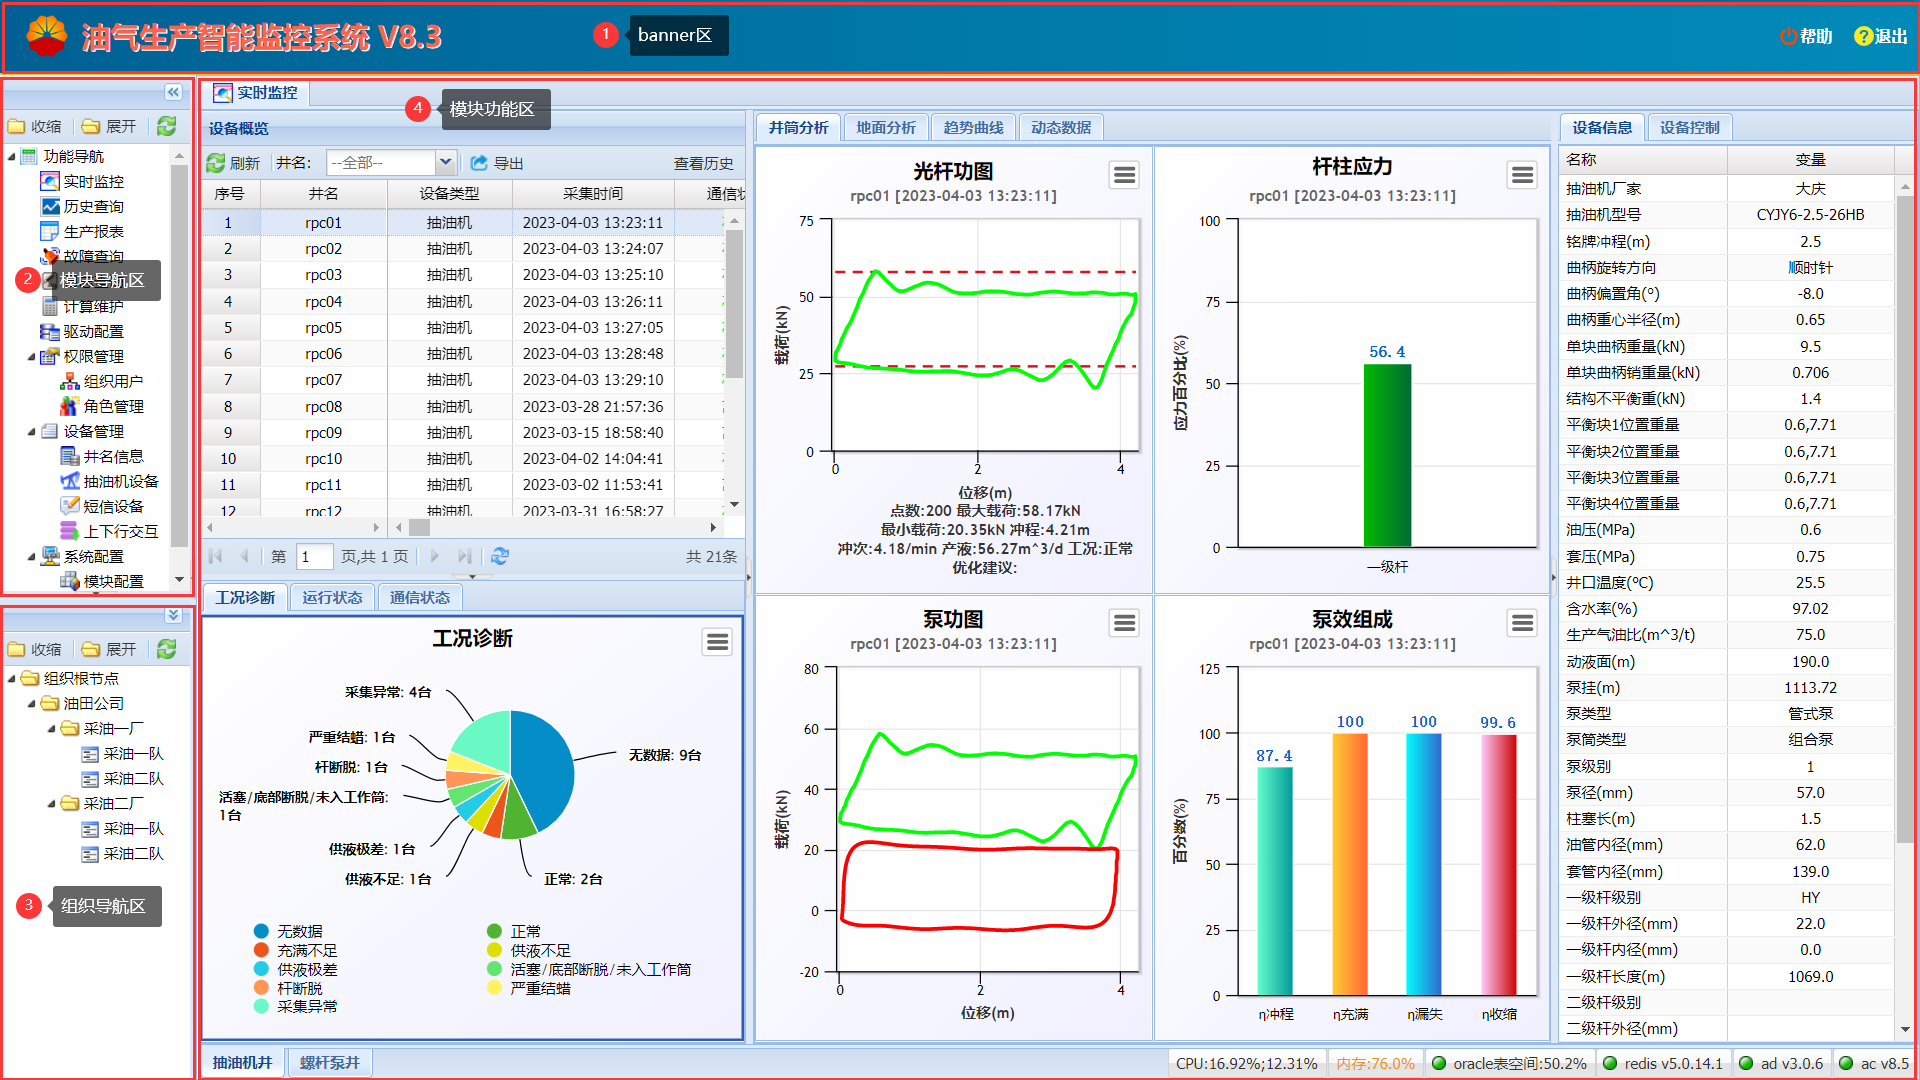 油气生产智能监控系统 V8.3
1
banner区
帮助
退出
收缩
展开
功能导航
实时监控
历史查询
生产报表
故障查询
2
模块导航区
计算维护
驱动配置
权限管理
组织用户
角色管理
设备管理
井名信息
抽油机设备
短信设备
上下行交互
系统配置
模块配置
收缩
展开
组织根节点
油田公司
采油一厂
采油一队
采油二队
采油二厂
采油一队
采油二队
3
组织导航区
实时监控
4
模块功能区
设备概览
刷新 井名: --全部-- 导出 查看历史
序号 井名 设备类型 采集时间 通信状
1 rpc01 抽油机 2023-04-03 13:23:11
2 rpc02 抽油机 2023-04-03 13:24:07
3 rpc03 抽油机 2023-04-03 13:25:10
4 rpc04 抽油机 2023-04-03 13:26:11
5 rpc05 抽油机 2023-04-03 13:27:05
6 rpc06 抽油机 2023-04-03 13:28:48
7 rpc07 抽油机 2023-04-03 13:29:10
8 rpc08 抽油机 2023-03-28 21:57:36
9 rpc09 抽油机 2023-03-15 18:58:40
10 rpc10 抽油机 2023-04-02 14:04:41
11 rpc11 抽油机 2023-03-02 11:53:41
12 rpc12 抽油机 2023-03-31 16:58:27
第 1 页,共 1 页 共 21条
工况诊断 运行状态 通信状态
工况诊断
采集异常: 4台
严重结蜡: 1台
杆断脱: 1台
活塞/底部断脱/未入工作筒:
1台
供液极差: 1台
供液不足: 1台
正常: 2台
无数据: 9台
无数据 正常
充满不足 供液不足
供液极差 活塞/底部断脱/未入工作筒
杆断脱 严重结蜡
采集异常
抽油机井 螺杆泵井
井筒分析 地面分析 趋势曲线 动态数据
光杆功图
rpc01 [2023-04-03 13:23:11]
75
50
25
0
载荷(kN)
0 2 4
位移(m)
点数:200 最大载荷:58.17kN
最小载荷:20.35kN 冲程:4.21m
冲次:4.18/min 产液:56.27m^3/d 工况:正常
优化建议:
杆柱应力
rpc01 [2023-04-03 13:23:11]
100
75
50
25
0
应力百分比(%)
56.4
一级杆
泵功图
rpc01 [2023-04-03 13:23:11]
80
60
40
20
0
-20
载荷(kN)
0 2 4
位移(m)
泵效组成
rpc01 [2023-04-03 13:23:11]
125
100
75
50
25
0
百分数(%)
87.4 100 100 99.6
η冲程 η充满 η漏失 η收缩
设备信息 设备控制
名称 变量
抽油机厂家 大庆
抽油机型号 CYJY6-2.5-26HB
铭牌冲程(m) 2.5
曲柄旋转方向 顺时针
曲柄偏置角(°) -8.0
曲柄重心半径(m) 0.65
单块曲柄重量(kN) 9.5
单块曲柄销重量(kN) 0.706
结构不平衡重(kN) 1.4
平衡块1位置重量 0.6,7.71
平衡块2位置重量 0.6,7.71
平衡块3位置重量 0.6,7.71
平衡块4位置重量 0.6,7.71
油压(MPa) 0.6
套压(MPa) 0.75
井口温度(℃) 25.5
含水率(%) 97.02
生产气油比(m^3/t) 75.0
动液面(m) 190.0
泵挂(m) 1113.72
泵类型 管式泵
泵筒类型 组合泵
泵级别 1
泵径(mm) 57.0
柱塞长(m) 1.5
油管内径(mm) 62.0
套管内径(mm) 139.0
一级杆级别 HY
一级杆外径(mm) 22.0
一级杆内径(mm) 0.0
一级杆长度(m) 1069.0
二级杆级别
二级杆外径(mm)
CPU:16.92%;12.31% 内存:76.0% oracle表空间:50.2% redis v5.0.14.1 ad v3.0.6 ac v8.5